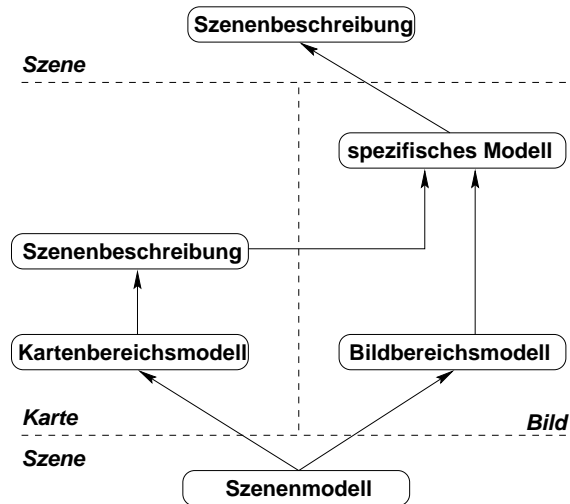 Szenenbeschreibung
Szene
spezifisches Modell
Szenenbeschreibung
Kartenbereichsmodell
Bildbereichsmodell
Karte
Bild
Szene
Szenenmodell